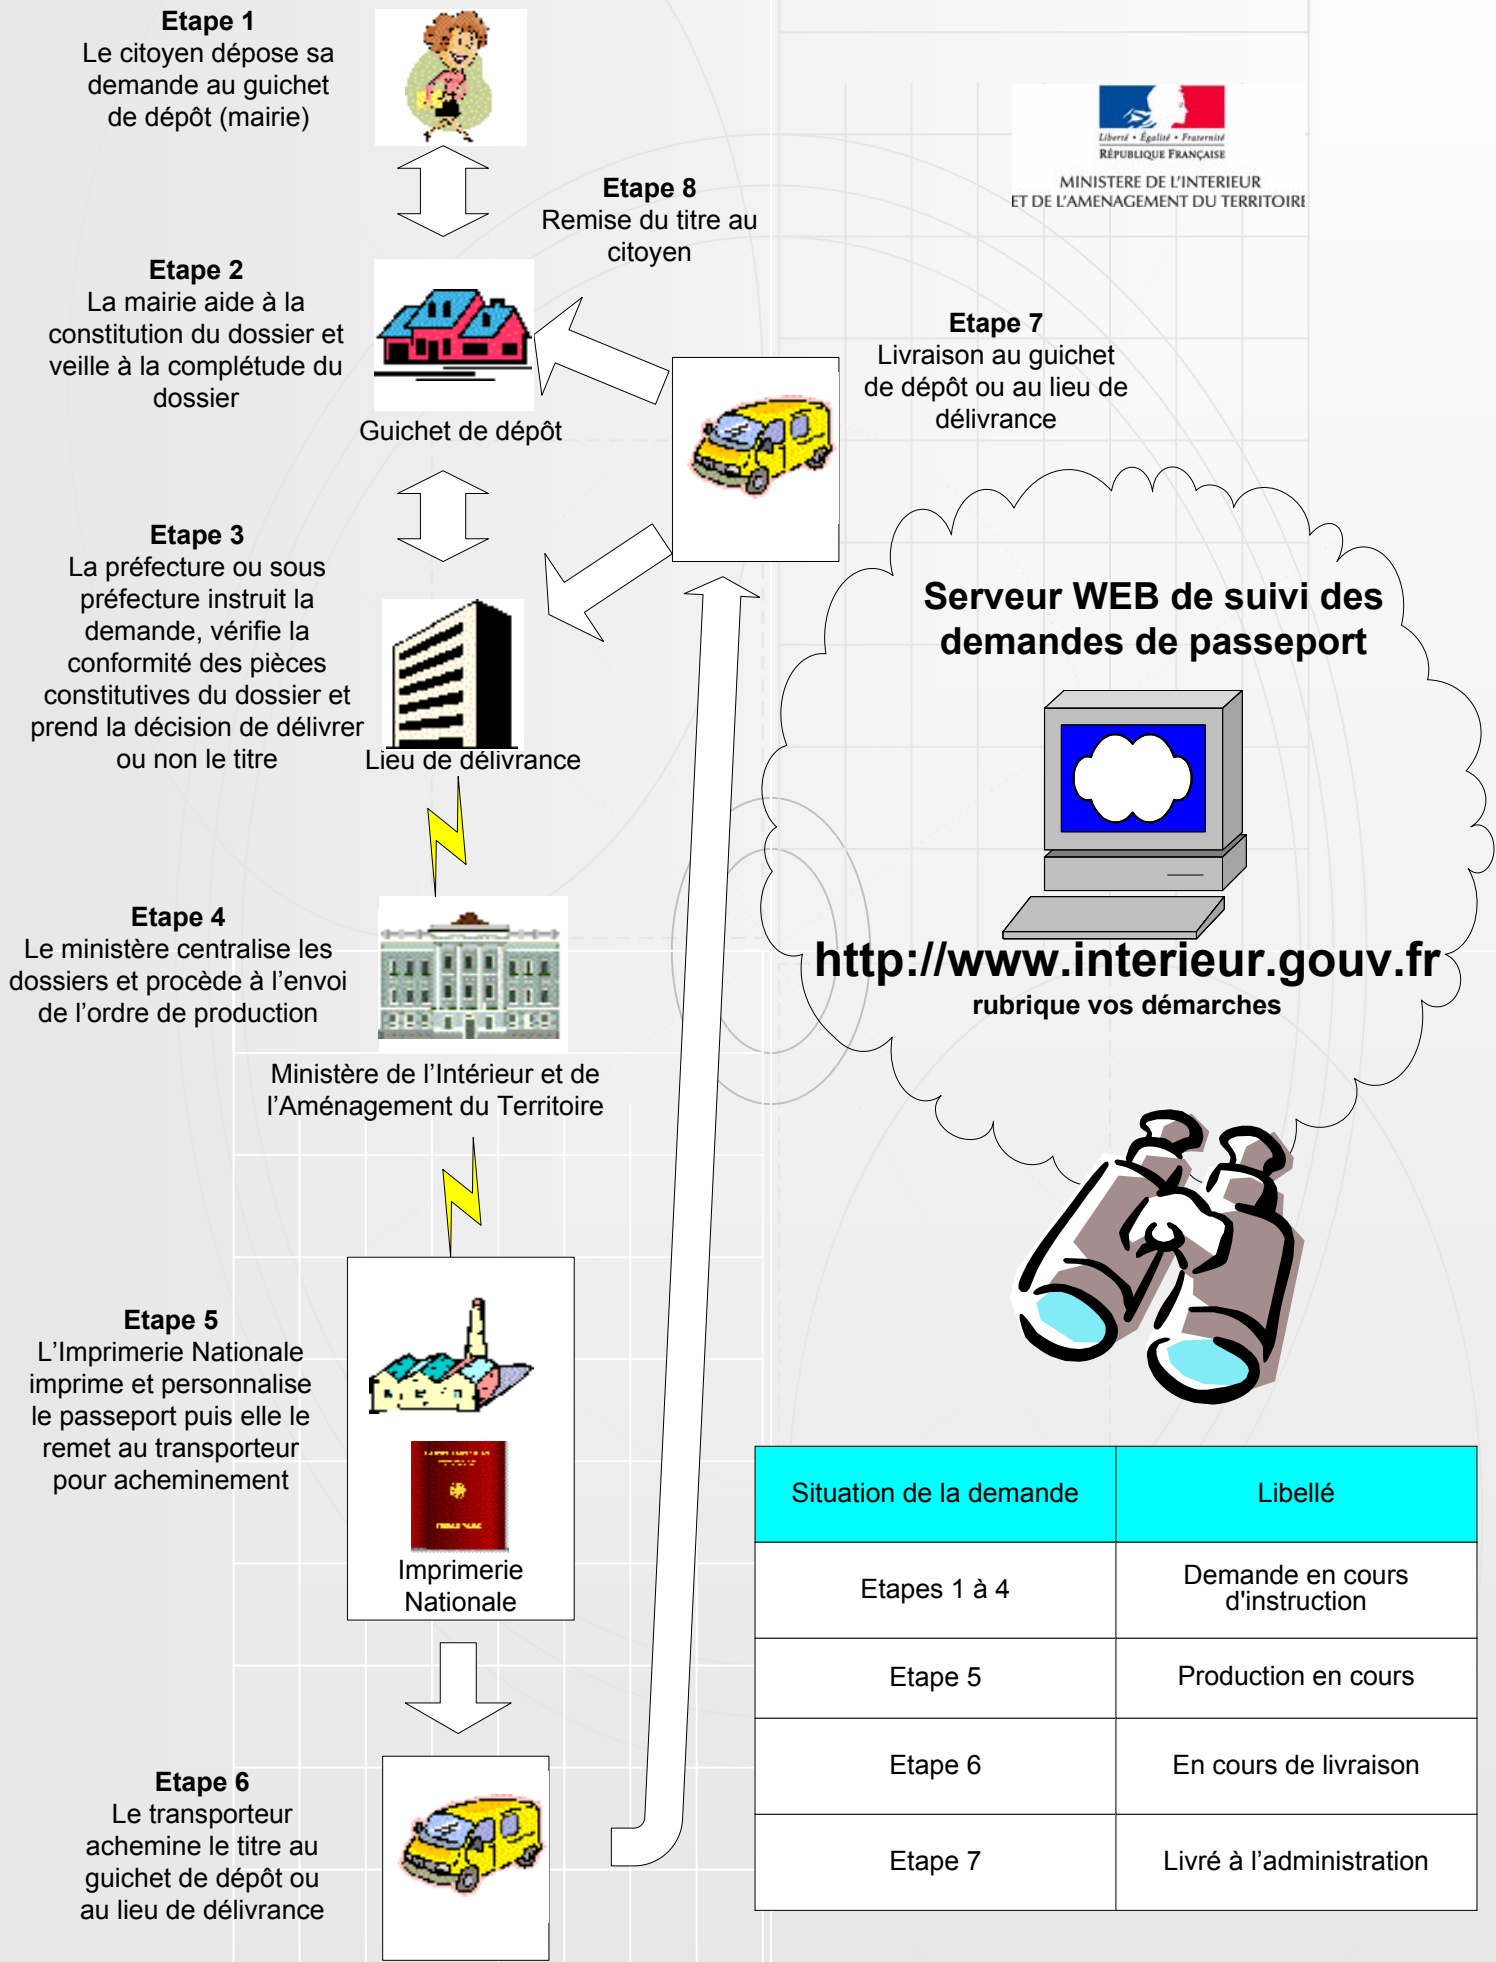 Etape 1
Le citoyen dépose sa
demande au guichet
de dépôt (mairie)
Liberté • Égalité • Fraternité
RÉPUBLIQUE FRANÇAISE
MINISTERE DE L'INTERIEUR
ET DE L'AMENAGEMENT DU TERRITOIRE
Etape 8
Remise du titre au
citoyen
Etape 2
La mairie aide à la
constitution du dossier et
veille à la complétude du
dossier
Guichet de dépôt
Etape 7
Livraison au guichet
de dépôt ou au lieu de
délivrance
Etape 3
La préfecture ou sous
préfecture instruit la
demande, vérifie la
conformité des pièces
constitutives du dossier et
prend la décision de délivrer
ou non le titre
Lieu de délivrance
Serveur WEB de suivi des
demandes de passeport
http://www.interieur.gouv.fr
rubrique vos démarches
Etape 4
Le ministère centralise les
dossiers et procède à l’envoi
de l’ordre de production
Ministère de l’Intérieur et de
l’Aménagement du Territoire
Etape 5
L’Imprimerie Nationale
imprime et personnalise
le passeport puis elle le
remet au transporteur
pour acheminement
Imprimerie
Nationale
Etape 6
Le transporteur
achemine le titre au
guichet de dépôt ou
au lieu de délivrance
Situation de la demande
Libellé
Etapes 1 à 4
Demande en cours
d'instruction
Etape 5
Production en cours
Etape 6
En cours de livraison
Etape 7
Livré à l’administration